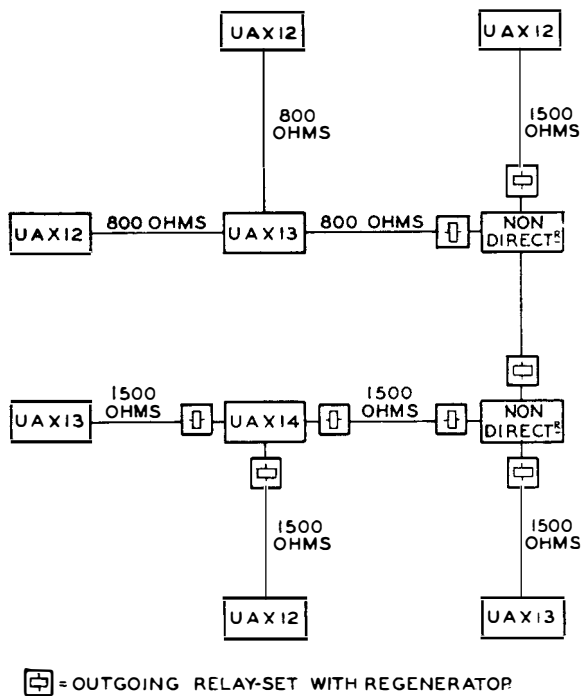 UAX12
UAX12
800
OHMS
1500
OHMS
UAX12
800 OHMS
UAX13
800 OHMS
NON
DIRECTR
1500
OHMS
1500
OHMS
UAX13
UAX14
NON
DIRECTR
1500
OHMS
1500
OHMS
UAX12
UAX13
= OUTGOING RELAY-SET WITH REGENERATOR